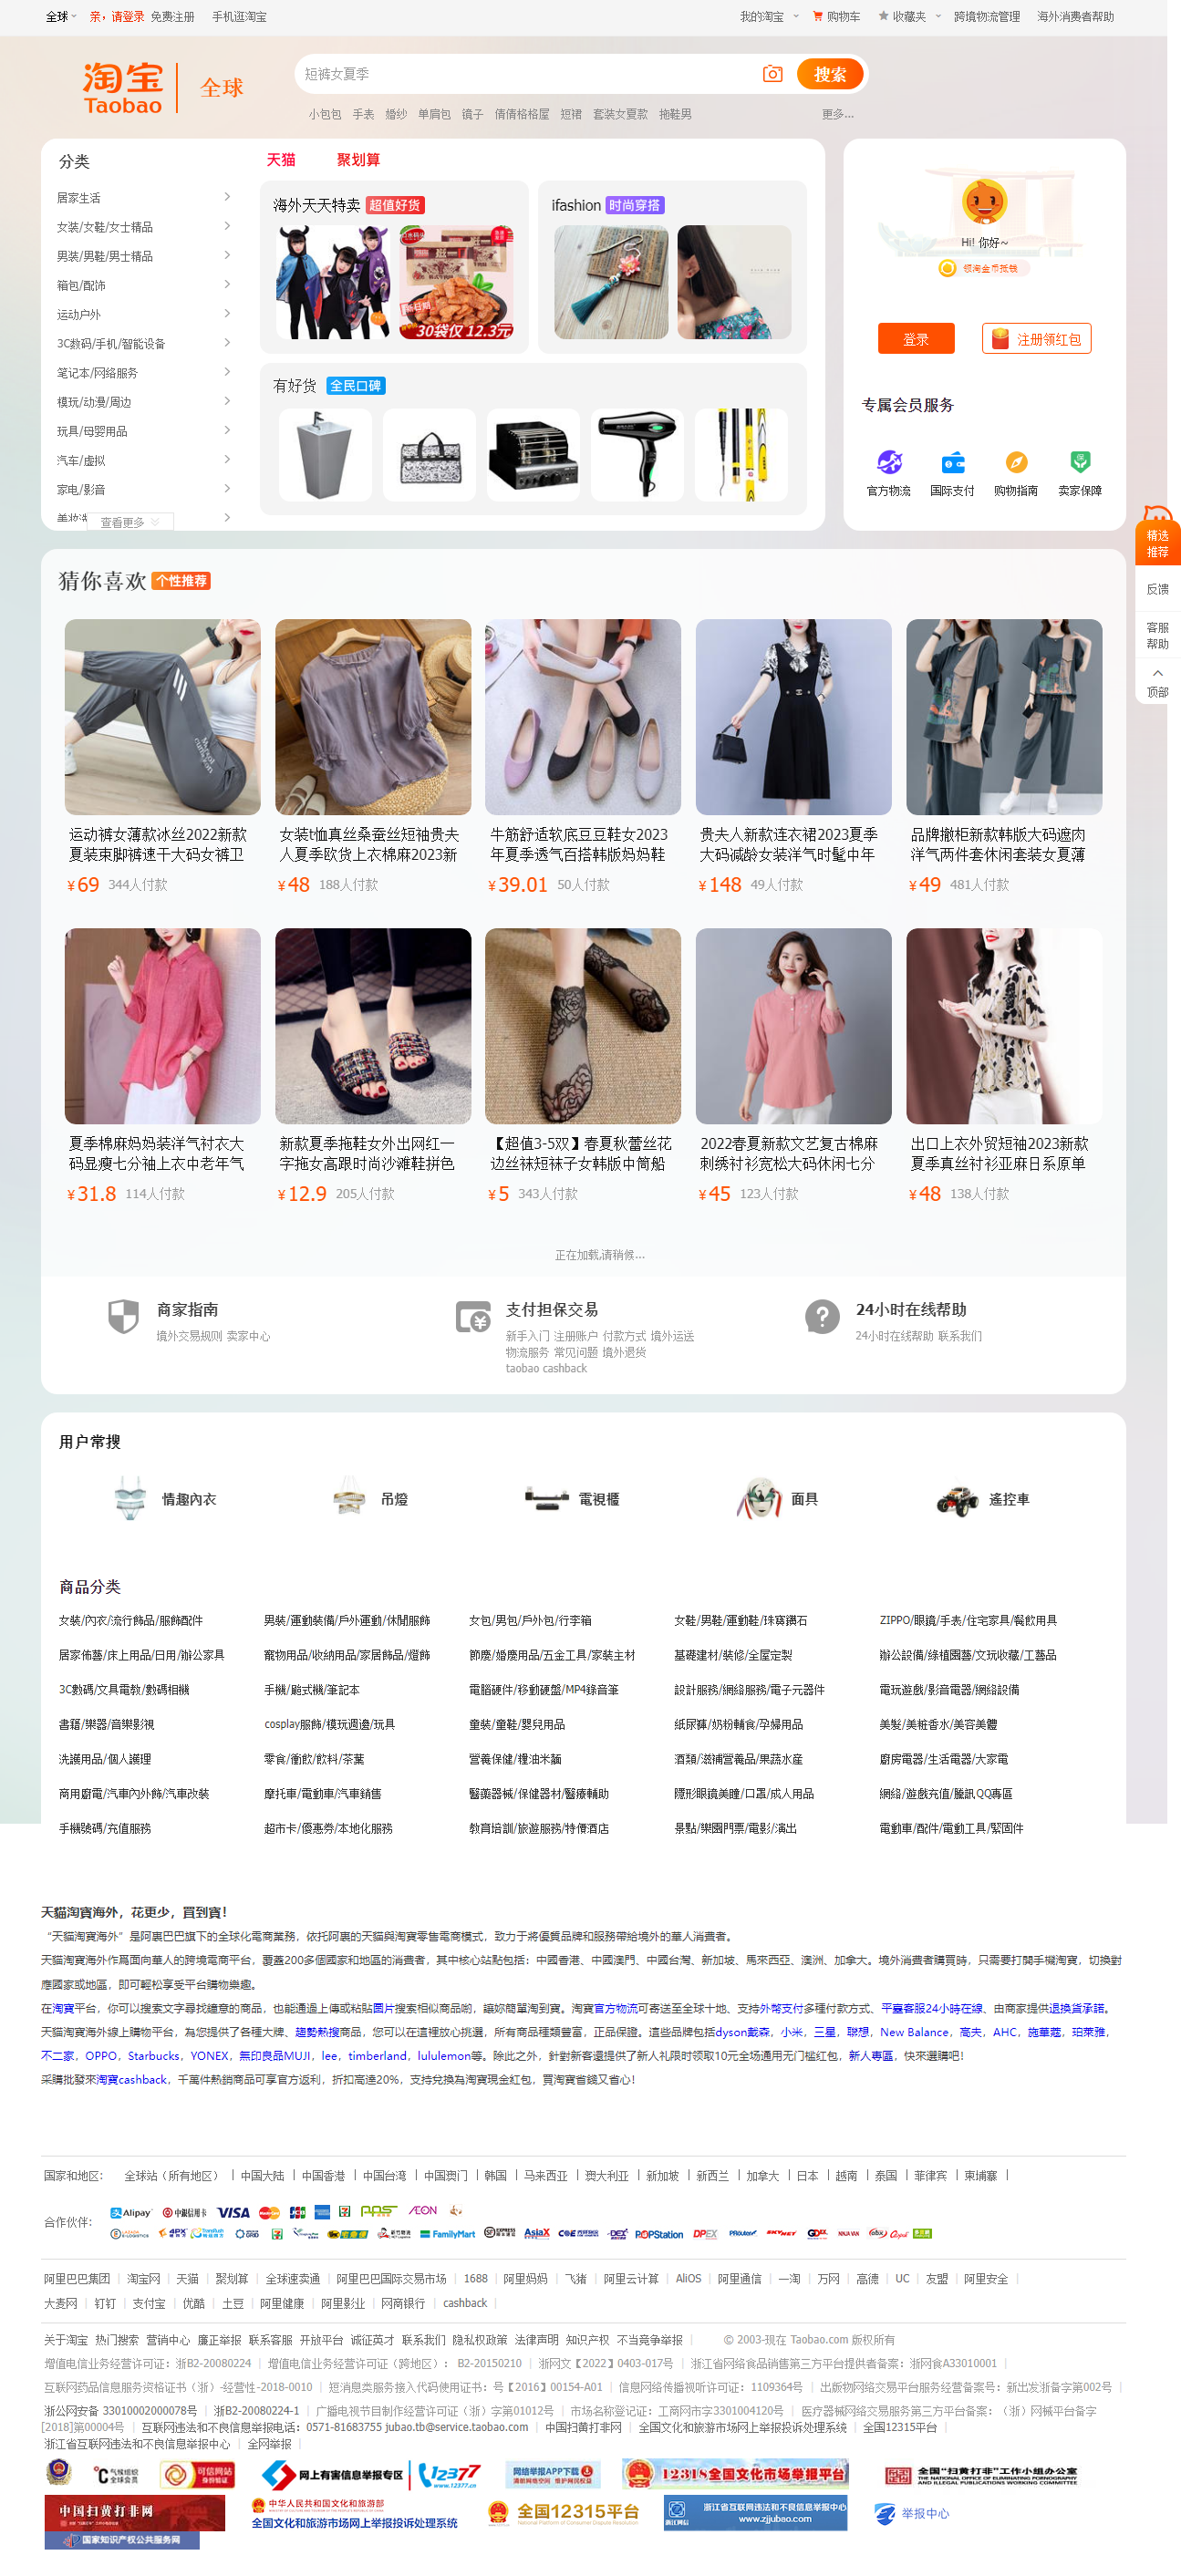 全球 亲，请登录 免费注册 手机逛淘宝 我的淘宝 购物车 收藏夹 跨境物流管理 海外消费者帮助
淘宝 Taobao 全球
短裤女夏季 搜索
小包包 手表 婚纱 单肩包 镜子 倩倩格格屋 短裙 套装女夏款 拖鞋男 更多...
分类
居家生活
女装/女鞋/女士精品
男装/男鞋/男士精品
箱包/配饰
运动户外
3C数码/手机/智能设备
笔记本/网络服务
模玩/动漫/周边
玩具/母婴用品
汽车/虚拟
家电/影音
查看更多
天猫 聚划算
海外天天特卖 超值好货
30袋仅 12.3元
ifashion 时尚穿搭
有好货 全民口碑
Hi! 你好~
领淘金币抵钱
登录 注册领红包
专属会员服务
官方物流 国际支付 购物指南 卖家保障
精选
推荐
反馈
客服
帮助
顶部
猜你喜欢 个性推荐
运动裤女薄款冰丝2022新款
夏装束脚裤速干大码女裤卫
¥69 344人付款
女装t恤真丝桑蚕丝短袖贵夫
人夏季欧货上衣棉麻2023新
¥48 188人付款
牛筋舒适软底豆豆鞋女2023
年夏季透气百搭韩版妈妈鞋
¥39.01 50人付款
贵夫人新款连衣裙2023夏季
大码减龄女装洋气时髦中年
¥148 49人付款
品牌撤柜新款韩版大码遮肉
洋气两件套休闲套装女夏薄
¥49 481人付款
夏季棉麻妈妈装洋气衬衣大
码显瘦七分袖上衣中老年气
¥31.8 114人付款
新款夏季拖鞋女外出网红一
字拖女高跟时尚沙滩鞋拼色
¥12.9 205人付款
【超值3-5双】春夏秋蕾丝花
边丝袜短袜子女韩版中筒船
¥5 343人付款
2022春夏新款文艺复古棉麻
刺绣衬衫宽松大码休闲七分
¥45 123人付款
出口上衣外贸短袖2023新款
夏季真丝衬衫亚麻日系原单
¥48 138人付款
正在加载,请稍候...
商家指南
境外交易规则 卖家中心
支付担保交易
新手入门 注册账户 付款方式 境外运送
物流服务 常见问题 境外退货
taobao cashback
24小时在线帮助
24小时在线帮助 联系我们
用户常搜
情趣內衣 吊燈 電視櫃 面具 遙控車
商品分类
女裝/內衣/流行飾品/服飾配件 男裝/運動裝備/戶外運動/休閒服飾 女包/男包/戶外包/行李箱 女鞋/男鞋/運動鞋/珠寶鑽石 ZIPPO/眼鏡/手表/住宅家具/餐飲用具
居家佈藝/床上用品/日用/辦公家具 寵物用品/收納用品/家居飾品/燈飾 節慶/婚慶用品/五金工具/家裝主材 基礎建材/裝修/全屋定製 辦公設備/綠植園藝/文玩收藏/工藝品
3C數碼/文具電教/數碼相機 手機/颱式機/筆記本 電腦硬件/移動硬盤/MP4錄音筆 設計服務/網絡服務/電子元器件 電玩遊戲/影音電器/網絡設備
書籍/樂器/音樂影視 cosplay服飾/模玩週邊/玩具 童裝/童鞋/嬰兒用品 紙尿褲/奶粉輔食/孕婦用品 美髮/美粧香水/美容美體
洗護用品/個人護理 零食/衝飲/飲料/茶葉 營養保健/糧油米麵 酒類/滋補營養品/果蔬水産 廚房電器/生活電器/大家電
商用廚電/汽車內外飾/汽車改裝 摩托車/電動車/汽車銷售 醫藥器械/保健器材/醫療輔助 隱形眼鏡美瞳/口罩/成人用品 網絡/遊戲充值/騰訊QQ專區
手機號碼/充值服務 超市卡/優惠券/本地化服務 教育培訓/旅遊服務/特價酒店 景點/樂園門票/電影/演出 電動車/配件/電動工具/緊固件
天貓淘寶海外，花更少，買到寶！
“天貓淘寶海外”是阿裏巴巴旗下的全球化電商業務，依托阿裏的天貓與淘寶零售電商模式，致力于將優質品牌和服務帶給境外的華人消費者。
天貓淘寶海外作爲面向華人的跨境電商平台，覆蓋200多個國家和地區的消費者，其中核心站點包括：中國香港、中國澳門、中國台灣、新加坡、馬來西亞、澳洲、加拿大。境外消費者購買時，只需要打開手機淘寶，切換對
應國家或地區，即可輕松享受平台購物樂趣。
在淘寶平台，你可以搜索文字尋找鍾意的商品，也能通過上傳或粘貼圖片搜索相似商品喲，讓妳簡單淘到寶。淘寶官方物流可寄送至全球十地、支持外幣支付多種付款方式、平臺客服24小時在線、由商家提供退換貨承諾。
天貓淘寶海外線上購物平台，為您提供了各種大牌、趨勢熱搜商品，您可以在這裡放心挑選，所有商品種類豐富，正品保證。這些品牌包括dyson戴森，小米，三星，聯想，New Balance，高夫，AHC，施華蔻，珀萊雅，
不二家，OPPO，Starbucks，YONEX，無印良品MUJI，lee，timberland，lululemon等。除此之外，針對新客還提供了新人礼限时领取10元全场通用无门槛红包，新人專區，快來選購吧！
采購批發來淘寶cashback，千萬件熱銷商品可享官方返利，折扣高達20%，支持兌換為淘寶現金紅包，買淘寶省錢又省心！
国家和地区： 全球站（所有地区） 中国大陆 中国香港 中国台湾 中国澳门 韩国 马来西亚 澳大利亚 新加坡 新西兰 加拿大 日本 越南 泰国 菲律宾 柬埔寨
合作伙伴： Alipay 中银信用卡 VISA MasterCard JCB PPS AEON
FamilyMart AsiaX POPStation DPEX SKYNET GDEX
阿里巴巴集团 淘宝网 天猫 聚划算 全球速卖通 阿里巴巴国际交易市场 1688 阿里妈妈 飞猪 阿里云计算 AliOS 阿里通信 一淘 万网 高德 UC 友盟 阿里安全
大麦网 钉钉 支付宝 优酷 土豆 阿里健康 阿里影业 网商银行 cashback
关于淘宝 热门搜索 营销中心 廉正举报 联系客服 开放平台 诚征英才 联系我们 隐私权政策 法律声明 知识产权 不当竞争举报 © 2003-现在 Taobao.com 版权所有
增值电信业务经营许可证：浙B2-20080224 增值电信业务经营许可证（跨地区）： B2-20150210 浙网文【2022】0403-017号 浙江省网络食品销售第三方平台提供者备案：浙网食A33010001
互联网药品信息服务资格证书（浙）-经营性-2018-0010 短消息类服务接入代码使用证书：号【2016】00154-A01 信息网络传播视听许可证：1109364号 出版物网络交易平台服务经营备案号：新出发浙备字第002号
浙公网安备 33010002000078号 浙B2-20080224-1 广播电视节目制作经营许可证（浙）字第01012号 市场名称登记证：工商网市字3301004120号 医疗器械网络交易服务第三方平台备案：（浙）网械平台备字
[2018]第00004号 互联网违法和不良信息举报电话：0571-81683755 jubao.tb@service.taobao.com 中国扫黄打非网 全国文化和旅游市场网上举报投诉处理系统 全国12315平台
浙江省互联网违法和不良信息举报中心 全网举报
气候组织 全球会员 可信网站 身份验证 网上有害信息举报专区 12377 www.12377.cn 网络举报APP下载 清朗网络空间 维护网民权益 12318全国文化市场举报平台 全国“扫黄打非”工作小组办公室
中国扫黄打非网 中华人民共和国文化和旅游部 全国文化和旅游市场网上举报投诉处理系统 全国12315平台 浙江省互联网违法和不良信息举报中心 www.zjjubao.com 举报中心
国家知识产权公共服务网